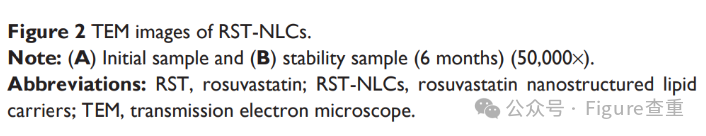 Figure 2 TEM images of RST-NLCs.
Note: (A) Initial sample and (B) stability sample (6 months) (50,000×).
Abbreviations: RST, rosuvastatin; RST-NLCs, rosuvastatin nanostructured lipid
carriers; TEM, transmission electron microscope.
公众号 · Figure查重